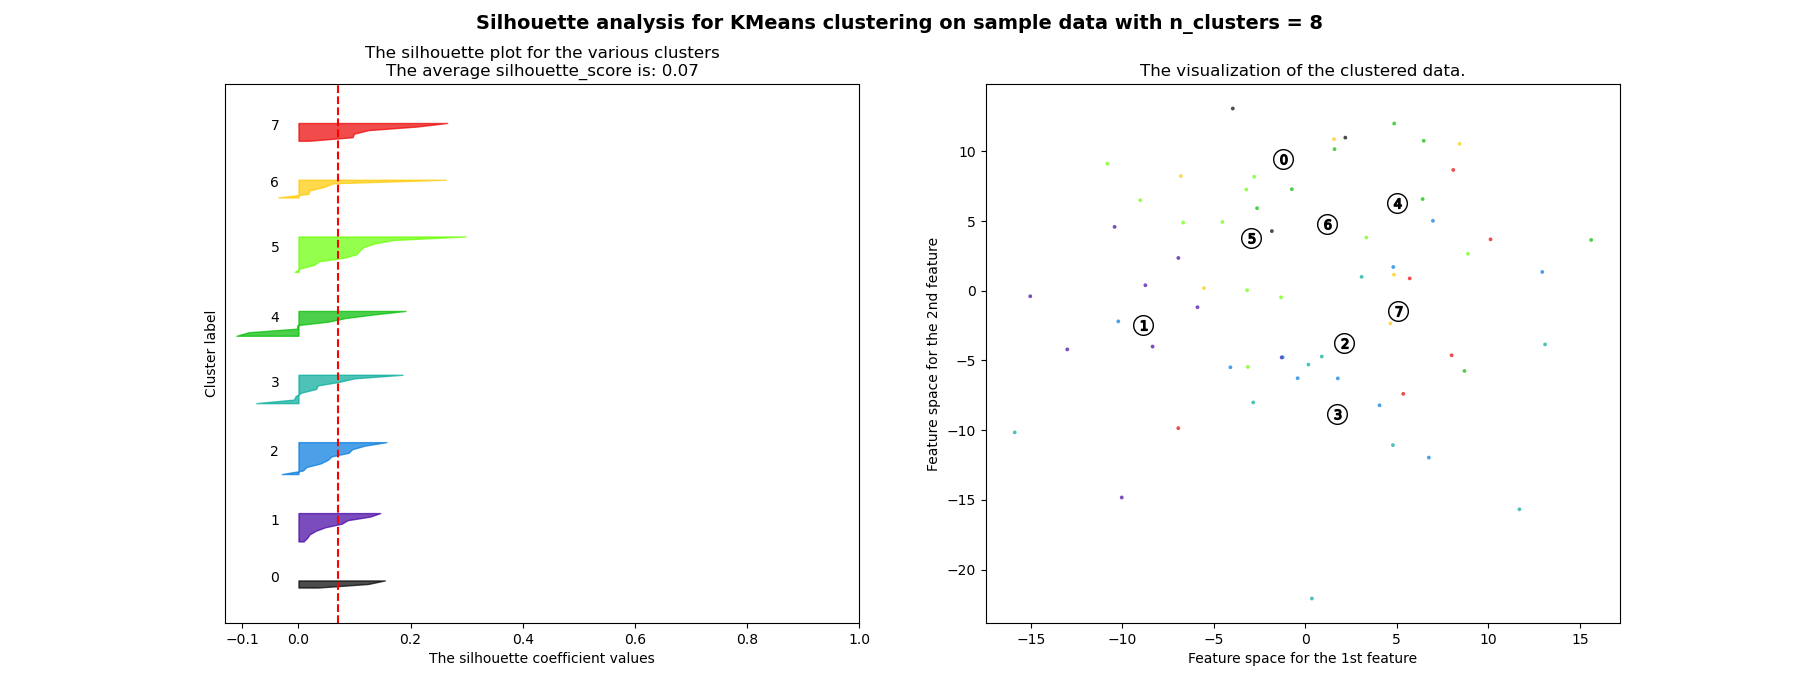 Silhouette analysis for KMeans clustering on sample data with n_clusters = 8
The silhouette plot for the various clusters
The average silhouette_score is: 0.07
7
6
5
4
3
2
1
0
Cluster label
−0.1 0.0 0.2 0.4 0.6 0.8 1.0
The silhouette coefficient values
The visualization of the clustered data.
10
5
0
−5
−10
−15
−20
Feature space for the 2nd feature
0
4
6
5
7
1
2
3
−15 −10 −5 0 5 10 15
Feature space for the 1st feature